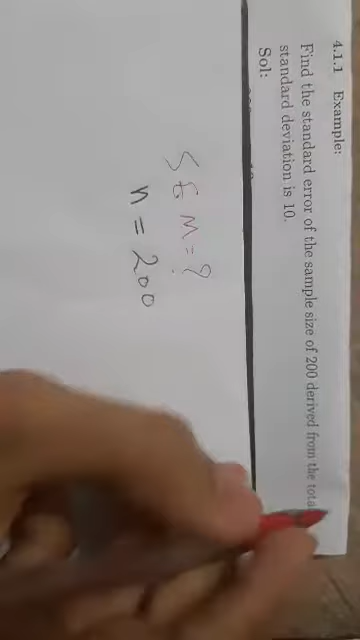 4.1.1 Example:
Find the standard error of the sample size of 200 derived from the tota
standard deviation is 10.
Sol:
SEM = ?
n = 200